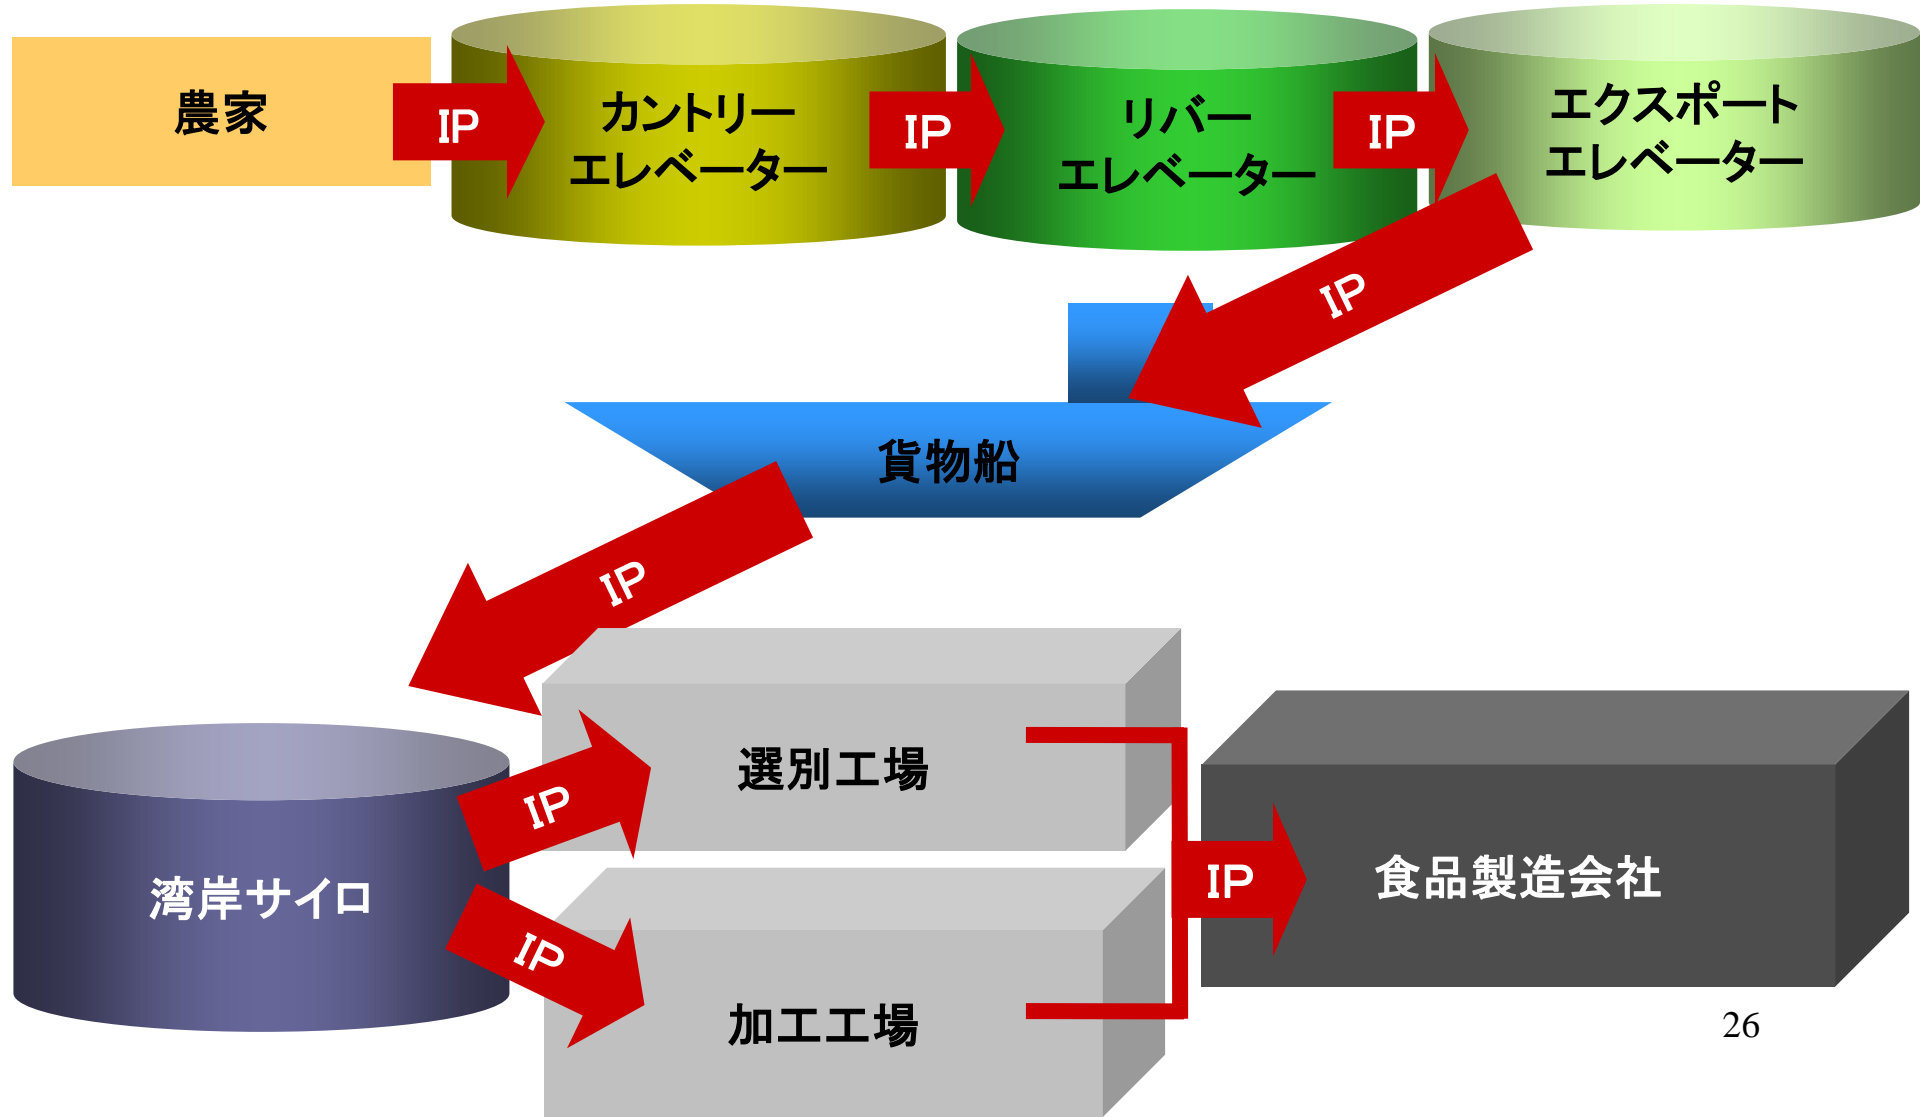 農家
IP
カントリー
エレベーター
IP
リバー
エレベーター
IP
エクスポート
エレベーター
IP
貨物船
IP
選別工場
IP
湾岸サイロ
IP
加工工場
IP
食品製造会社
26